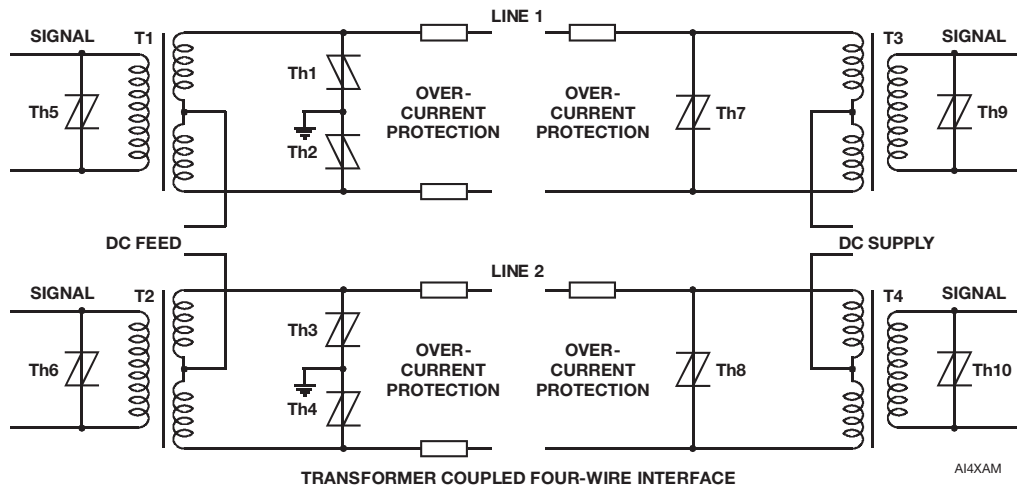 LINE 1
SIGNAL
T1
T3
SIGNAL
Th5
Th1
OVER-
CURRENT
PROTECTION
OVER-
CURRENT
PROTECTION
Th7
Th9
Th2
DC FEED
DC SUPPLY
LINE 2
SIGNAL
T2
T4
SIGNAL
Th6
Th3
OVER-
CURRENT
PROTECTION
OVER-
CURRENT
PROTECTION
Th8
Th10
Th4
TRANSFORMER COUPLED FOUR-WIRE INTERFACE
AI4XAM